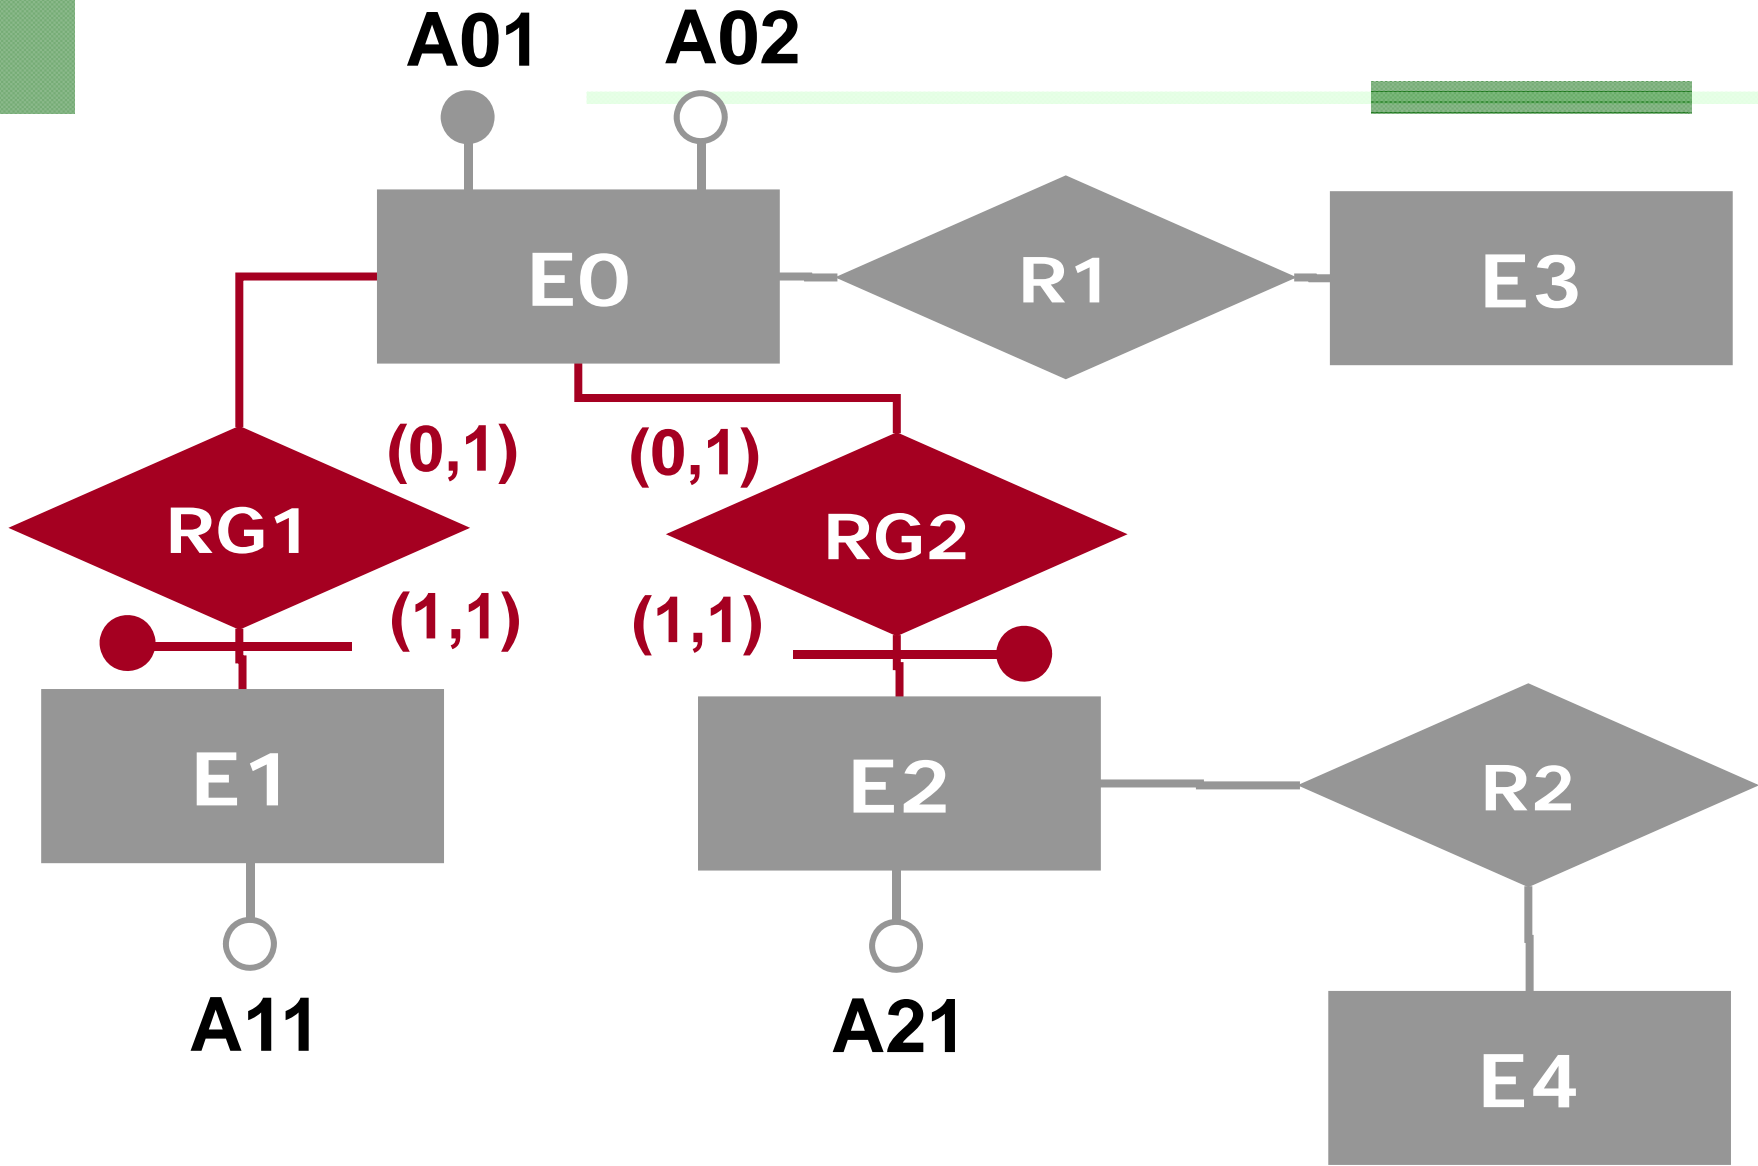 A01 A02
E0 R1 E3
(0,1) (0,1)
RG1 RG2
(1,1) (1,1)
E1 E2 R2
A11 A21
E4